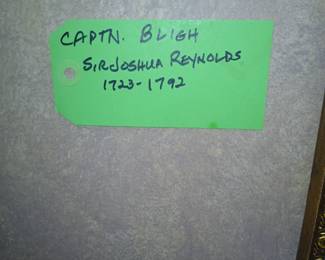 CAPTN. BLIGH
SIR JOSHUA REYNOLDS
1723-1792